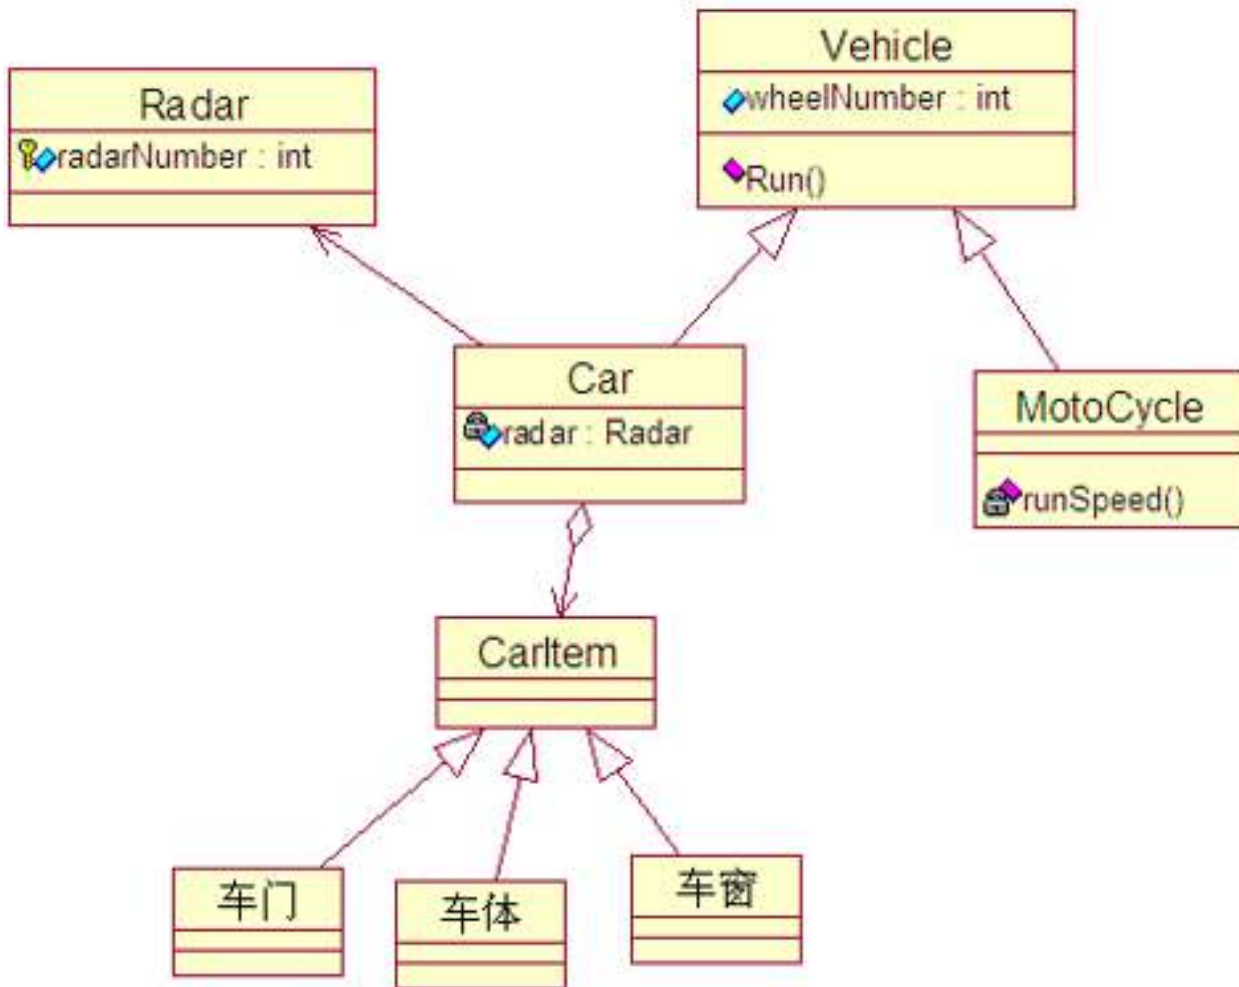 Vehicle
wheelNumber : int
Run()
Radar
radarNumber : int
Car
radar : Radar
MotoCycle
runSpeed()
CarItem
车门
车体
车窗